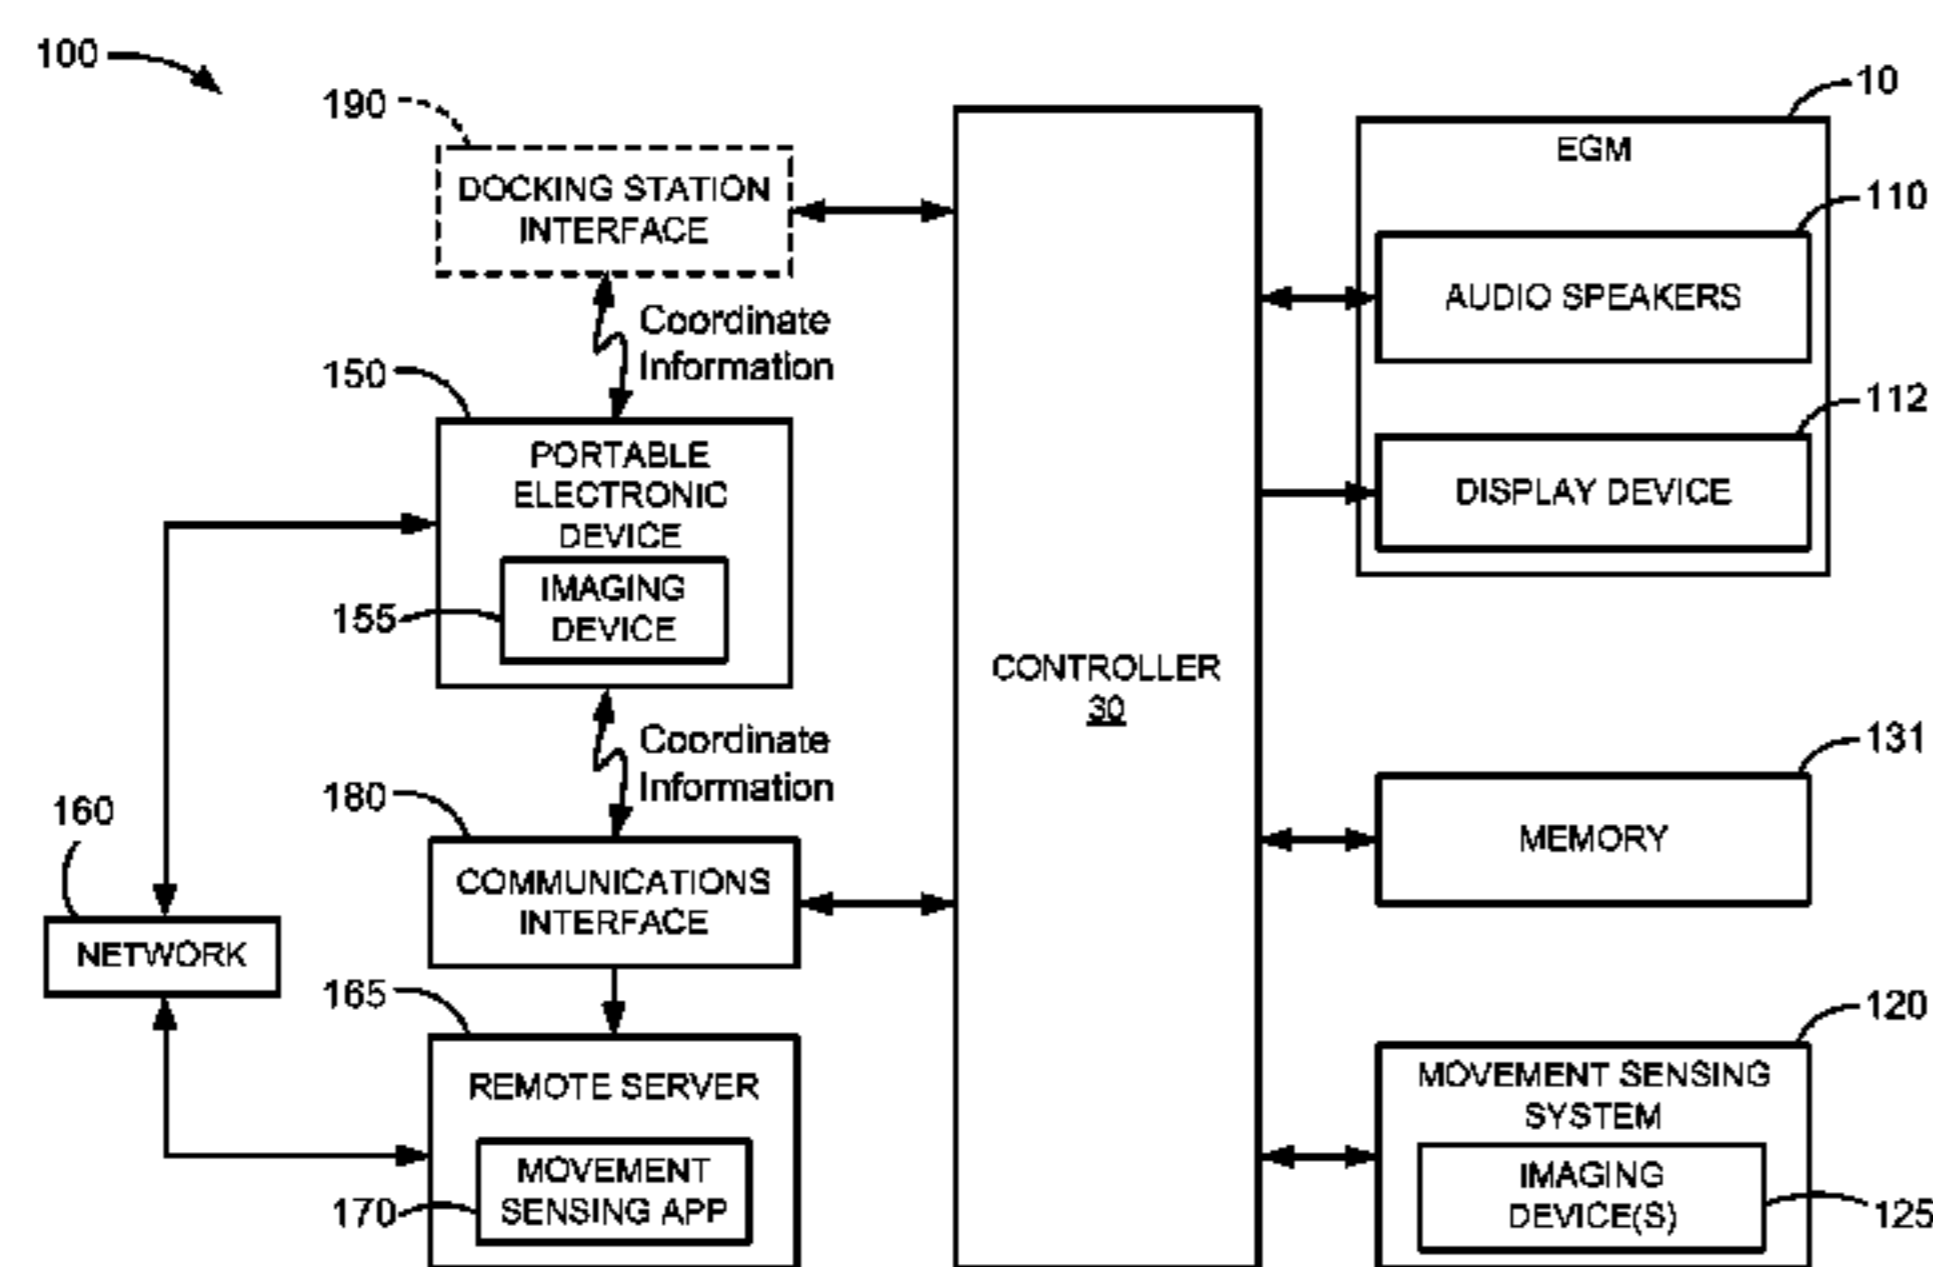 100
190
DOCKING STATION
INTERFACE
Coordinate
Information
150
PORTABLE
ELECTRONIC
DEVICE
155
IMAGING
DEVICE
Coordinate
Information
180
COMMUNICATIONS
INTERFACE
160
NETWORK
165
REMOTE SERVER
170
MOVEMENT
SENSING APP
CONTROLLER
30
10
EGM
110
AUDIO SPEAKERS
112
DISPLAY DEVICE
131
MEMORY
120
MOVEMENT SENSING
SYSTEM
IMAGING
DEVICE(S)
125